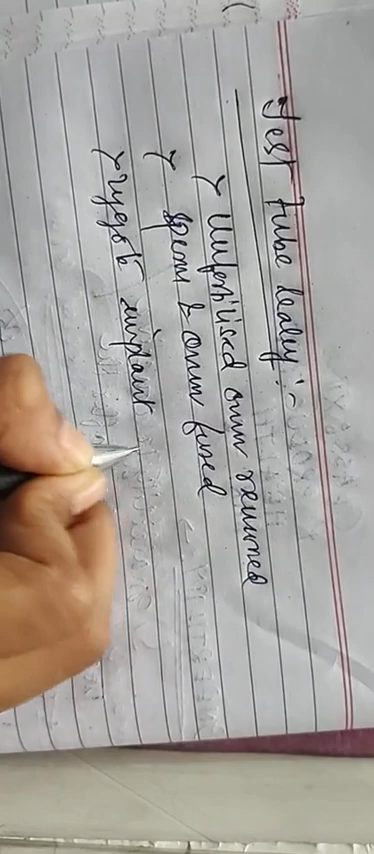 Test tube baby :-
> Unfertilised ovum removed
> sperm & ovum fused
> zygote implant